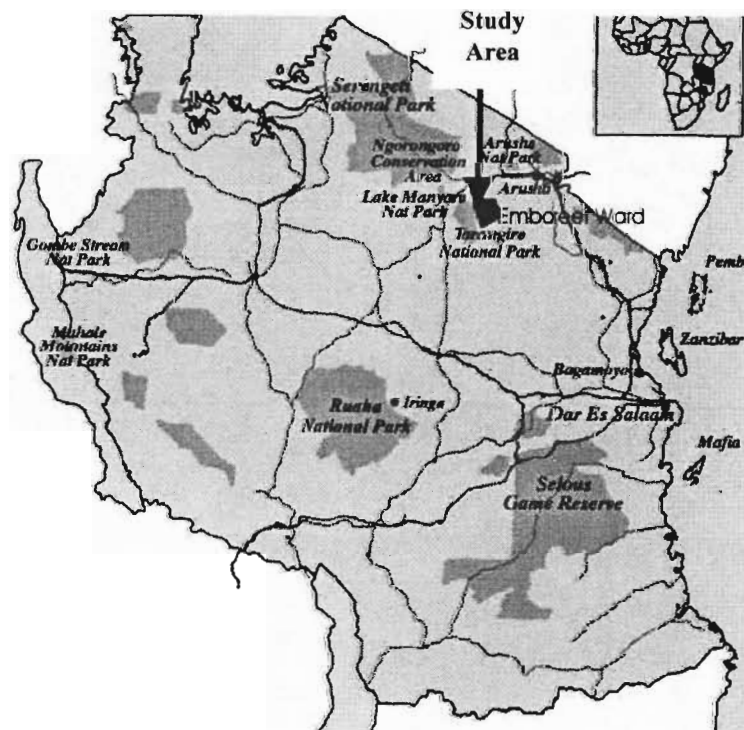 Study
Area
Serengeti
National Park
Ngorongoro
Conservation
Area
Arusha
Nat Park
Arusha
Lake Manyara
Nat Park
Embareet Ward
Tarangire
National Park
Gombe Stream
Nat Park
Pemb
Zanzibar
Mahale
Mountains
Nat Park
Bagamoyo
Ruaha
National Park
Iringa
Dar Es Salaam
Mafia
Selous
Game Reserve